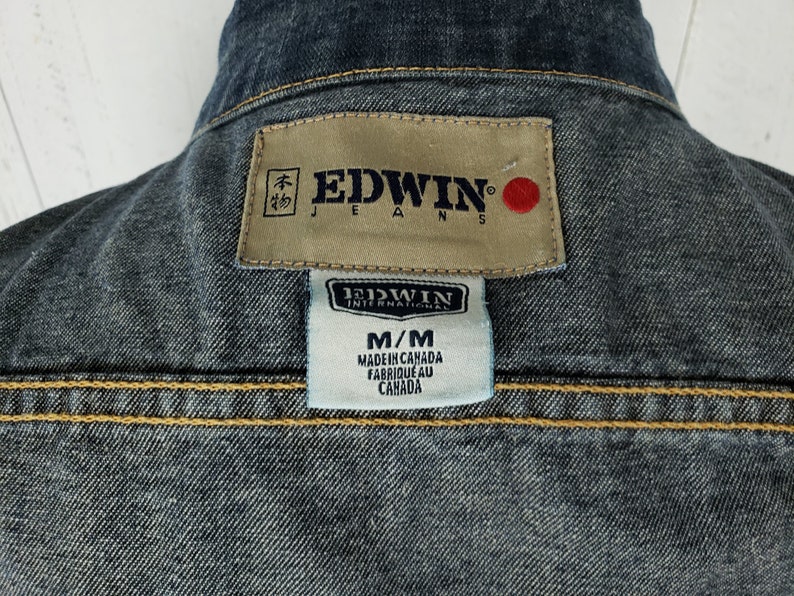 本物
EDWIN®
JEANS
EDWIN
INTERNATIONAL
M/M
MADE IN CANADA
FABRIQUÉ AU
CANADA